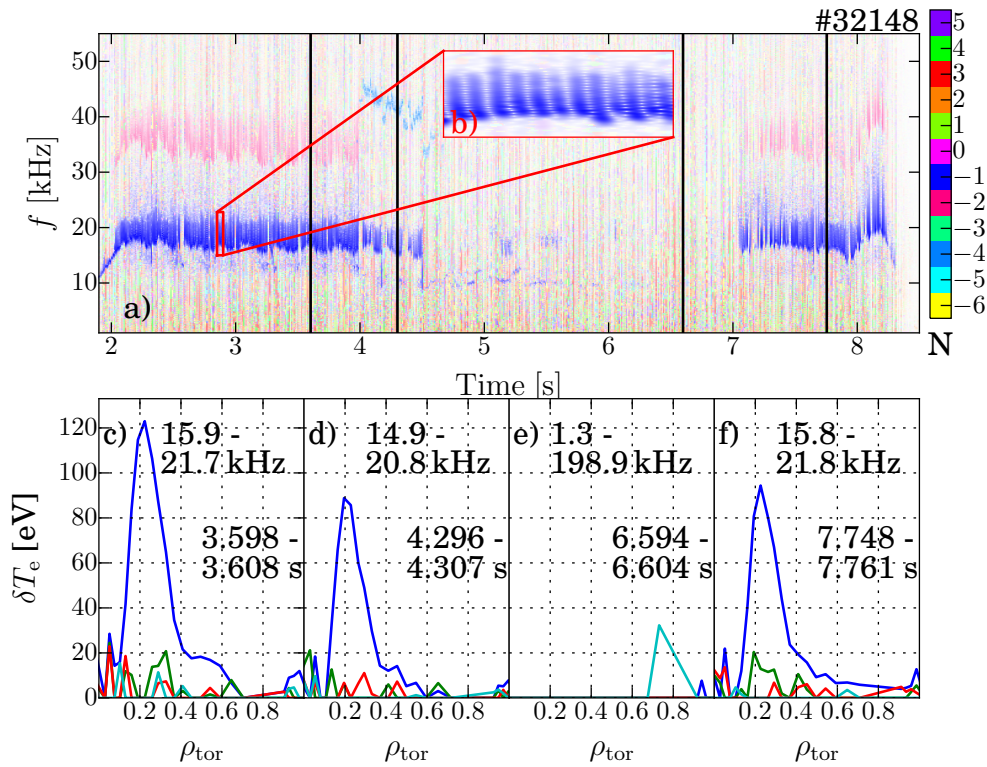 #32148
50
40
30
20
10
f [kHz]
a)
b)
2 3 4 5 6 7 8
Time [s]
5
4
3
2
1
0
−1
−2
−3
−4
−5
−6
N
120
100
80
60
40
20
0
δTe [eV]
c) 15.9 -
21.7 kHz
3.598 -
3.608 s
0.2 0.4 0.6 0.8
ρtor
d) 14.9 -
20.8 kHz
4.296 -
4.307 s
0.2 0.4 0.6 0.8
ρtor
e) 1.3 -
198.9 kHz
6.594 -
6.604 s
0.2 0.4 0.6 0.8
ρtor
f) 15.8 -
21.8 kHz
7.748 -
7.761 s
0.2 0.4 0.6 0.8
ρtor